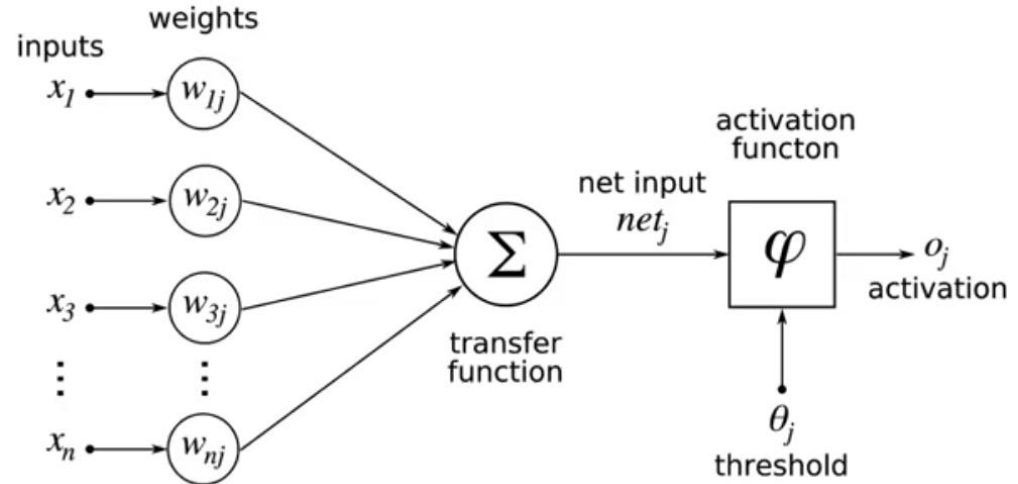 inputs
weights
x1
w1j
x2
w2j
x3
w3j
⋮
⋮
xn
wnj
Σ
transfer
function
net input
netj
activation
functon
φ
oj
activation
θj
threshold